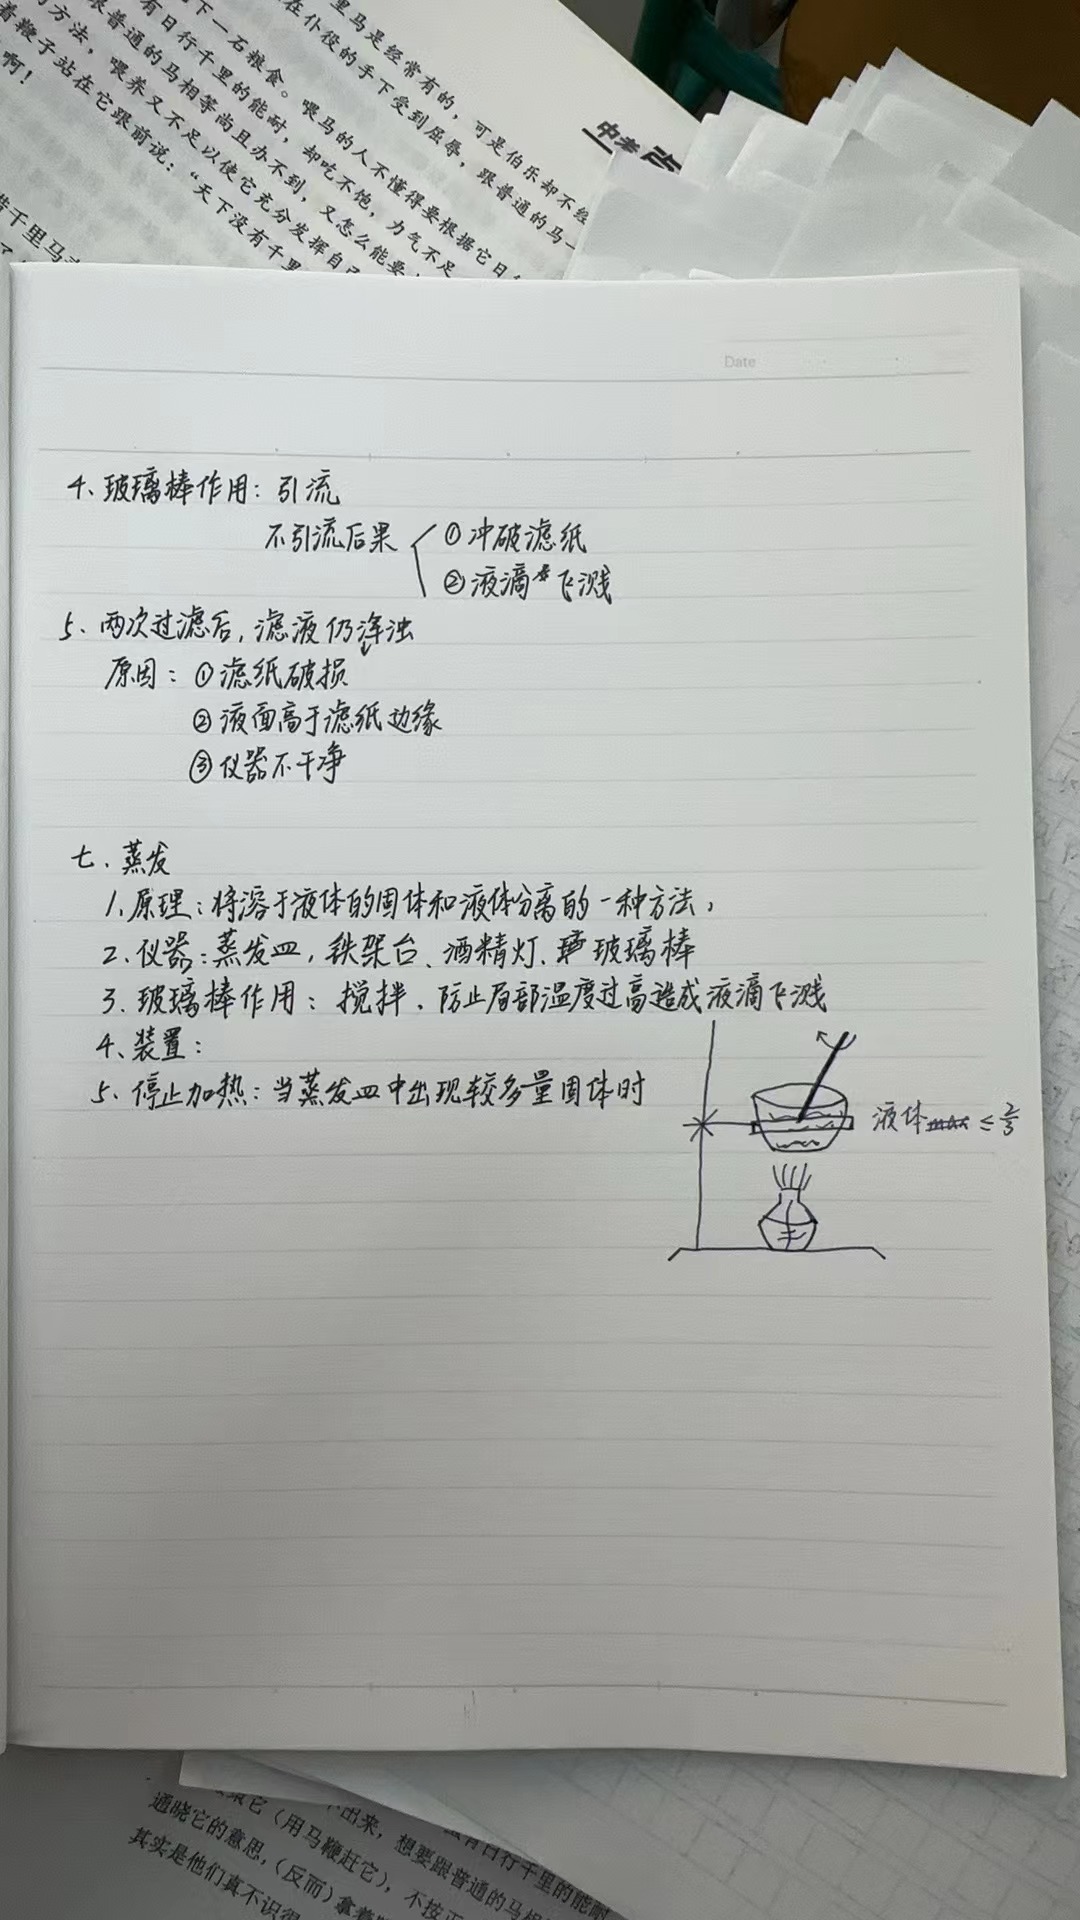 里马是经常有的，可是伯乐却不经
在仆役的手下受到屈辱，跟普通的马一
下一石粮食。喂马的人不懂得要根据它日
有日行千里的能耐，却吃不饱，力气不足
跟普通的马相等尚且办不到，又怎么能要
方法，喂养又不足以使它充分发挥自己
着鞭子站在它跟前说：“天下没有千里
啊！
千里马
中考
Date
4、玻璃棒作用：引流
不引流后果 ①冲破滤纸
②液滴飞溅
5、两次过滤后，滤液仍浑浊
原因：①滤纸破损
②液面高于滤纸边缘
③仪器不干净
七、蒸发
1、原理：将溶于液体的固体和液体分离的一种方法，
2、仪器：蒸发皿，铁架台、酒精灯、玻璃棒
3、玻璃棒作用：搅拌、防止局部温度过高造成液滴飞溅
4、装置：
5、停止加热：当蒸发皿中出现较多量固体时
液体 ≤ 2/3
出来，想要跟普通的马相
有日行千里的能耐
它（用马鞭赶它），不按正
通晓它的意思，（反而）拿着
其实是他们真不识